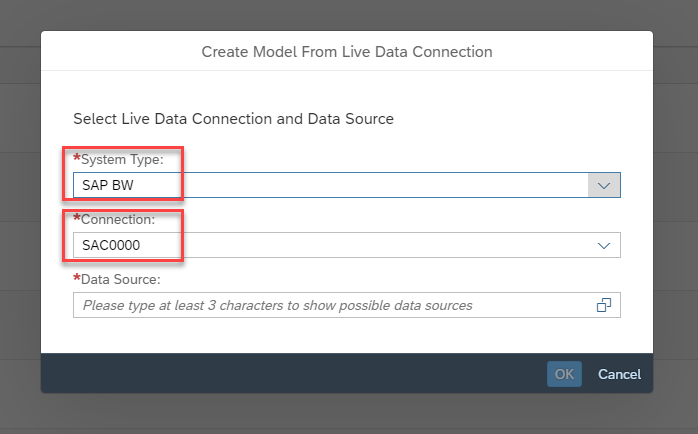 Create Model From Live Data Connection
Select Live Data Connection and Data Source
*System Type:
SAP BW
*Connection:
SAC0000
*Data Source:
Please type at least 3 characters to show possible data sources
OK Cancel